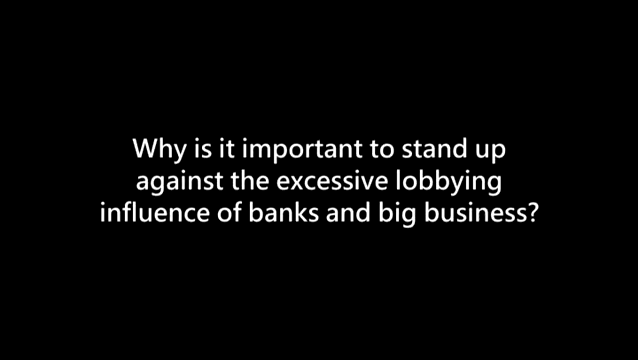 Why is it important to stand up
against the excessive lobbying
influence of banks and big business?